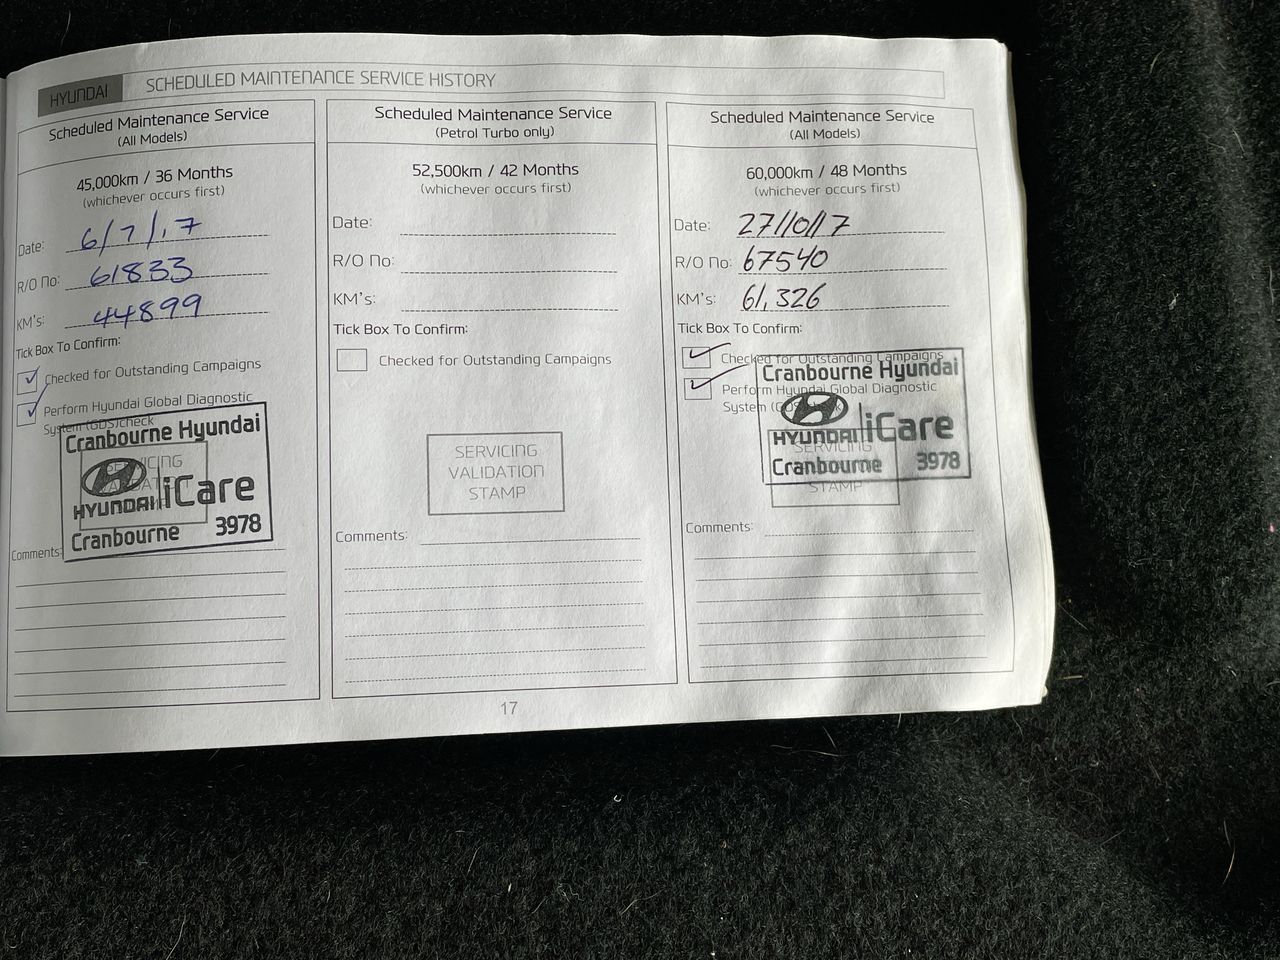 HYUNDAI SCHEDULED MAINTENANCE SERVICE HISTORY
Scheduled Maintenance Service
(All Models)
45,000km / 36 Months
(whichever occurs first)
Date: 6/7/17
R/O No: 61833
KM's: 44899
Tick Box To Confirm:
Checked for Outstanding Campaigns
Perform Hyundai Global Diagnostic
System (GDS) check
Cranbourne Hyundai
HYUNDAI iCare
Cranbourne 3978
SERVICING
Comments:
Scheduled Maintenance Service
(Petrol Turbo only)
52,500km / 42 Months
(whichever occurs first)
Date:
R/O No:
KM's:
Tick Box To Confirm:
Checked for Outstanding Campaigns
SERVICING
VALIDATION
STAMP
Comments:
Scheduled Maintenance Service
(All Models)
60,000km / 48 Months
(whichever occurs first)
Date: 27/10/17
R/O No: 67540
KM's: 61,326
Tick Box To Confirm:
Checked for Outstanding Campaigns
Perform Hyundai Global Diagnostic
System (GDS) check
Cranbourne Hyundai
HYUNDAI iCare
Cranbourne 3978
SERVICING
STAMP
Comments:
17